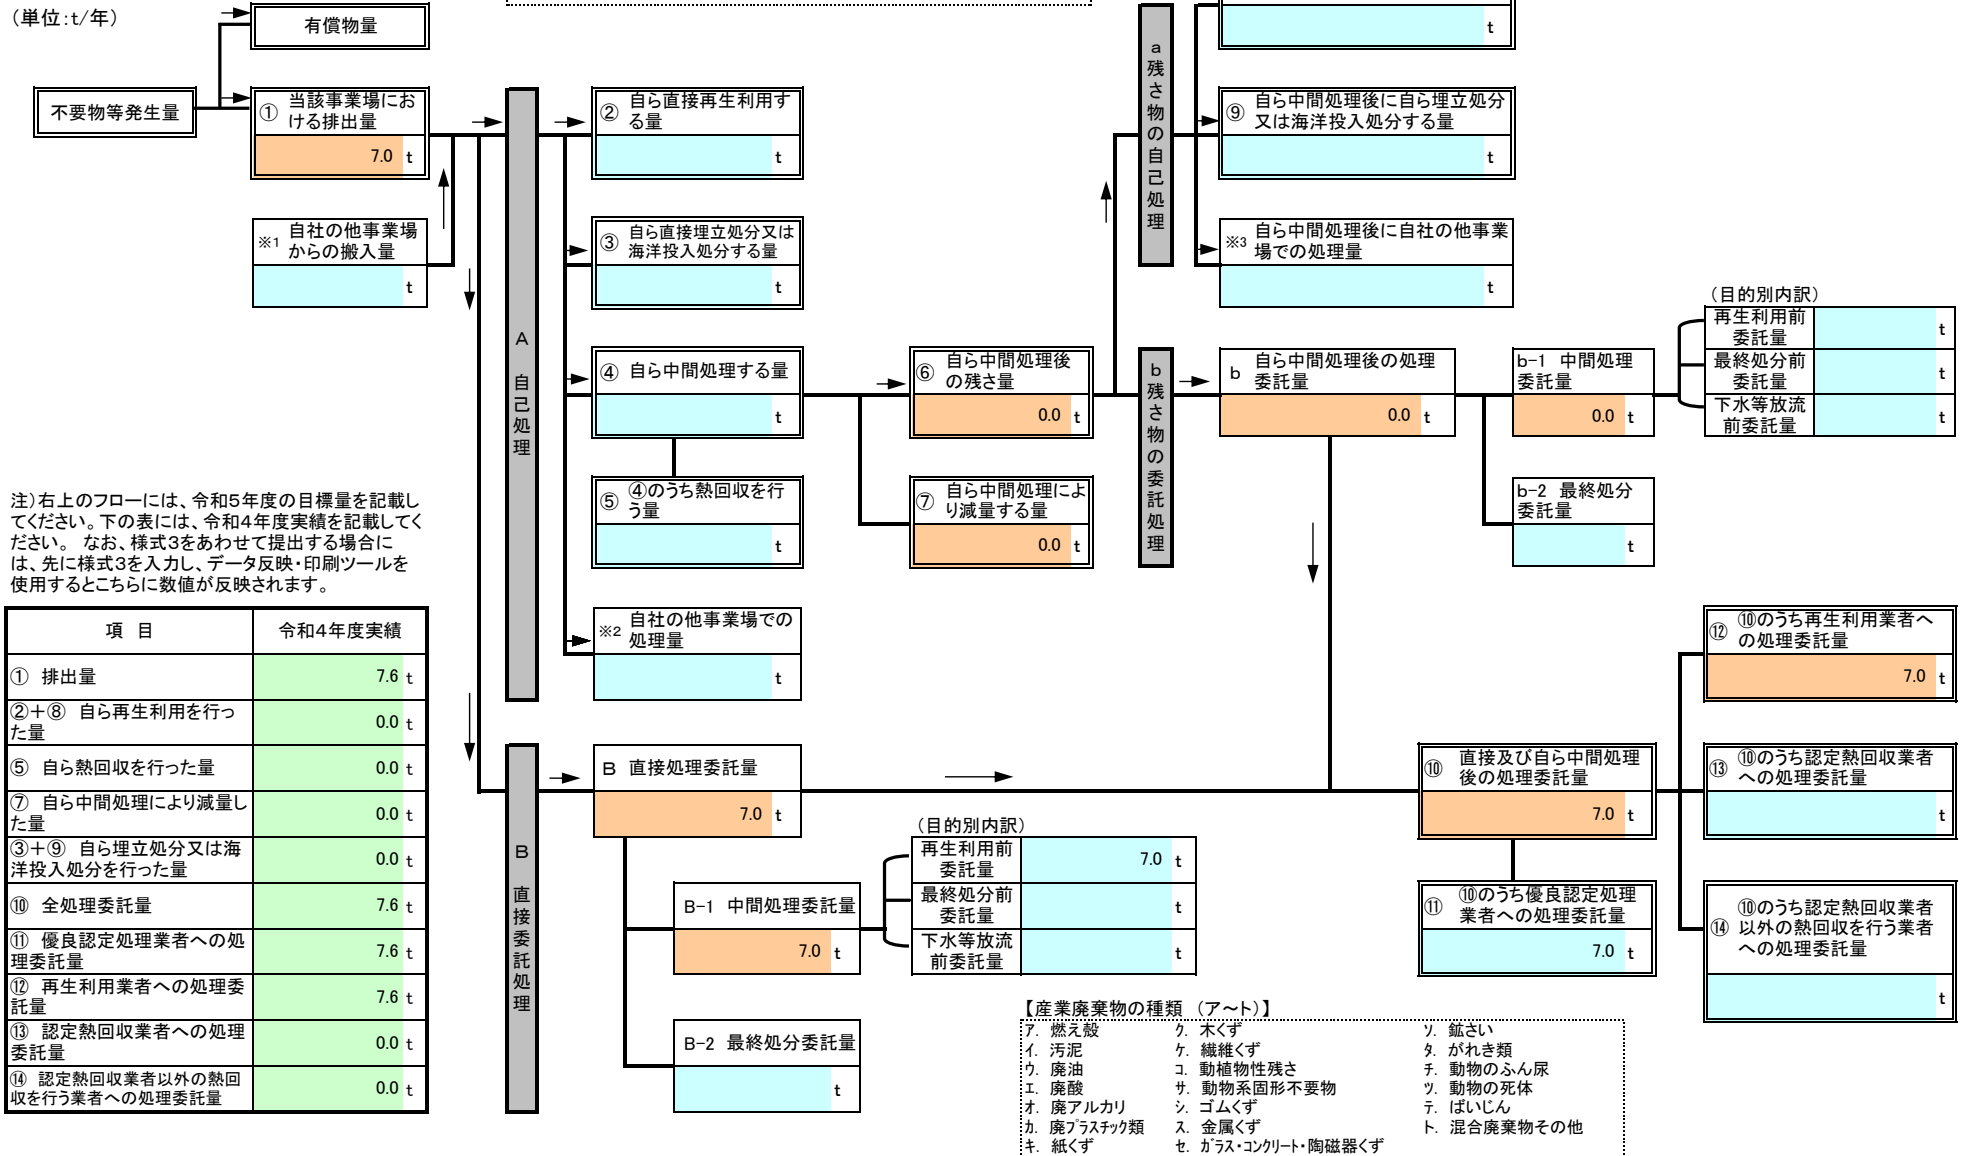 （単位:t/年）
有償物量
不要物等発生量
① 当該事業場にお
ける排出量
7.0 t
※1 自社の他事業場
からの搬入量
t
A 自己処理
② 自ら直接再生利用す
る量
t
③ 自ら直接埋立処分又は
海洋投入処分する量
t
④ 自ら中間処理する量
t
⑤ ④のうち熱回収を行
う量
t
※2 自社の他事業場での
処理量
t
⑥ 自ら中間処理後
の残さ量
0.0 t
⑦ 自ら中間処理によ
り減量する量
0.0 t
a 残さ物の自己処理
t
⑨ 自ら中間処理後に自ら埋立処分
又は海洋投入処分する量
t
※3 自ら中間処理後に自社の他事業
場での処理量
t
b 残さ物の委託処理
b 自ら中間処理後の処理
委託量
0.0 t
b-1 中間処理
委託量
0.0 t
（目的別内訳）
再生利用前
委託量
t
最終処分前
委託量
t
下水等放流
前委託量
t
b-2 最終処分
委託量
t
注）右上のフローには、令和5年度の目標量を記載し
てください。下の表には、令和4年度実績を記載してく
ださい。 なお、様式3をあわせて提出する場合に
は、先に様式3を入力し、データ反映・印刷ツールを
使用するとこちらに数値が反映されます。
項 目 令和4年度実績
① 排出量 7.6 t
②＋⑧ 自ら再生利用を行っ
た量 0.0 t
⑤ 自ら熱回収を行った量 0.0 t
⑦ 自ら中間処理により減量し
た量 0.0 t
③＋⑨ 自ら埋立処分又は海
洋投入処分を行った量 0.0 t
⑩ 全処理委託量 7.6 t
⑪ 優良認定処理業者への処
理委託量 7.6 t
⑫ 再生利用業者への処理委
託量 7.6 t
⑬ 認定熱回収業者への処理
委託量 0.0 t
⑭ 認定熱回収業者以外の熱回
収を行う業者への処理委託量 0.0 t
B 直接委託処理
B 直接処理委託量
7.0 t
B-1 中間処理委託量
7.0 t
（目的別内訳）
再生利用前
委託量
7.0 t
最終処分前
委託量
t
下水等放流
前委託量
t
B-2 最終処分委託量
t
⑩ 直接及び自ら中間処理
後の処理委託量
7.0 t
⑪ ⑩のうち優良認定処理
業者への処理委託量
7.0 t
⑫ ⑩のうち再生利用業者へ
の処理委託量
7.0 t
⑬ ⑩のうち認定熱回収業者
への処理委託量
t
⑭ ⑩のうち認定熱回収業者
以外の熱回収を行う業者
への処理委託量
t
【産業廃棄物の種類 （ア～ト）】
ア. 燃え殻 ク. 木くず ソ. 鉱さい
イ. 汚泥 ケ. 繊維くず タ. がれき類
ウ. 廃油 コ. 動植物性残さ チ. 動物のふん尿
エ. 廃酸 サ. 動物系固形不要物 ツ. 動物の死体
オ. 廃アルカリ シ. ゴムくず テ. ばいじん
カ. 廃プラスチック類 ス. 金属くず ト. 混合廃棄物その他
キ. 紙くず セ. ガラス・コンクリート・陶磁器くず